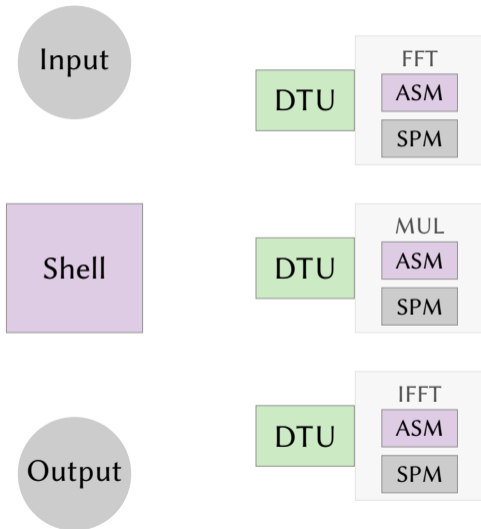 Input
Shell
Output
DTU
FFT
ASM
SPM
DTU
MUL
ASM
SPM
DTU
IFFT
ASM
SPM